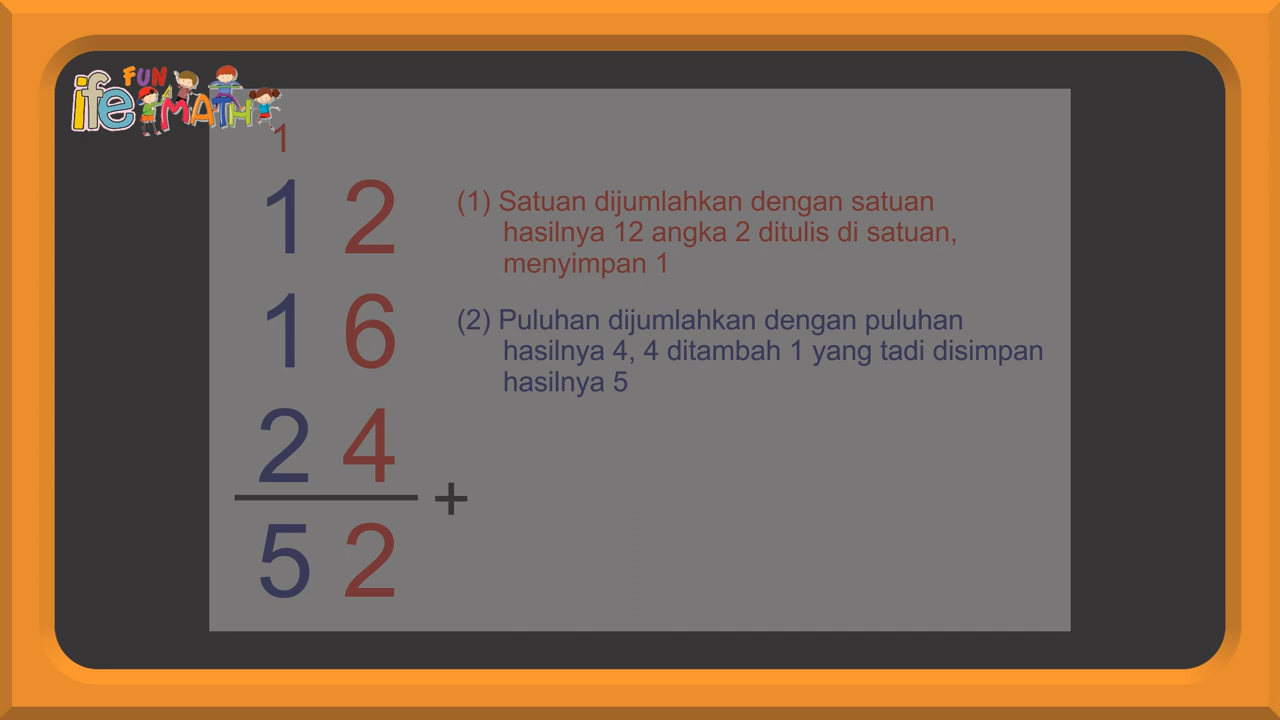 FUN
ife MATH
1
1 2
1 6
2 4
+
5 2
(1) Satuan dijumlahkan dengan satuan
hasilnya 12 angka 2 ditulis di satuan,
menyimpan 1
(2) Puluhan dijumlahkan dengan puluhan
hasilnya 4, 4 ditambah 1 yang tadi disimpan
hasilnya 5